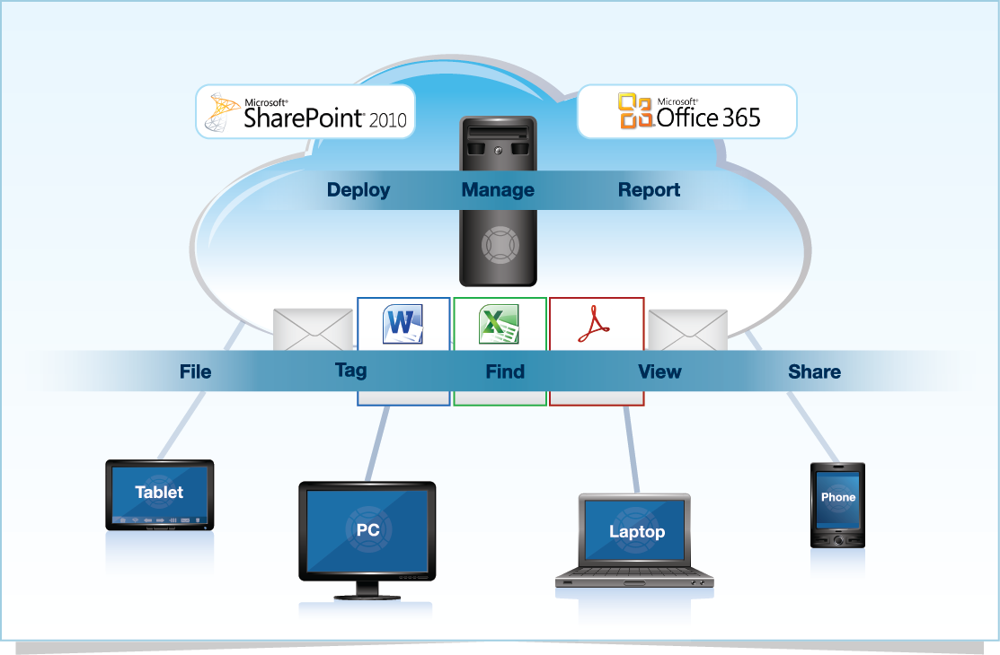 Microsoft®
SharePoint® 2010
Microsoft®
Office 365
Deploy Manage Report
W X
File Tag Find View Share
Tablet
PC
Laptop
Phone